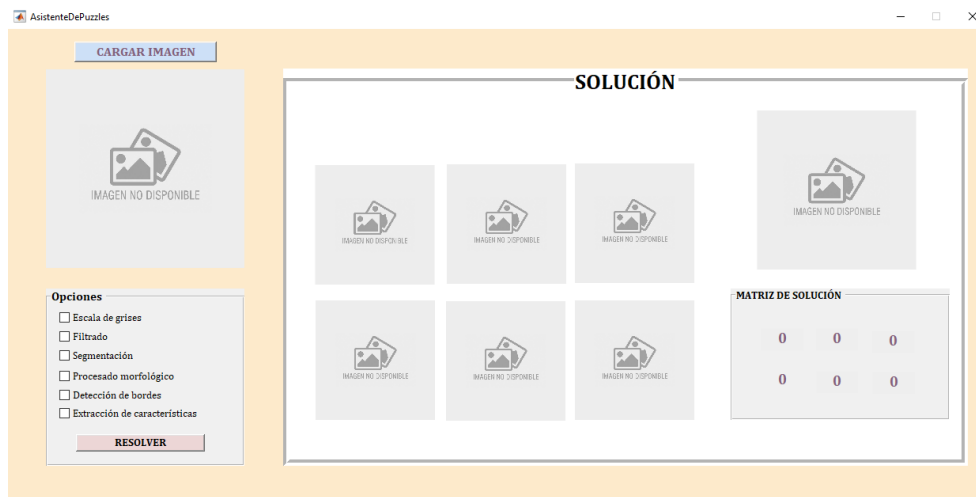 AsistenteDePuzzles
CARGAR IMAGEN
IMAGEN NO DISPONIBLE
Opciones
Escala de grises
Filtrado
Segmentación
Procesado morfológico
Detección de bordes
Extracción de características
RESOLVER
SOLUCIÓN
IMAGEN NO DISPONIBLE
IMAGEN NO DISPONIBLE
IMAGEN NO DISPONIBLE
IMAGEN NO DISPONIBLE
IMAGEN NO DISPONIBLE
IMAGEN NO DISPONIBLE
IMAGEN NO DISPONIBLE
MATRIZ DE SOLUCIÓN
0 0 0
0 0 0